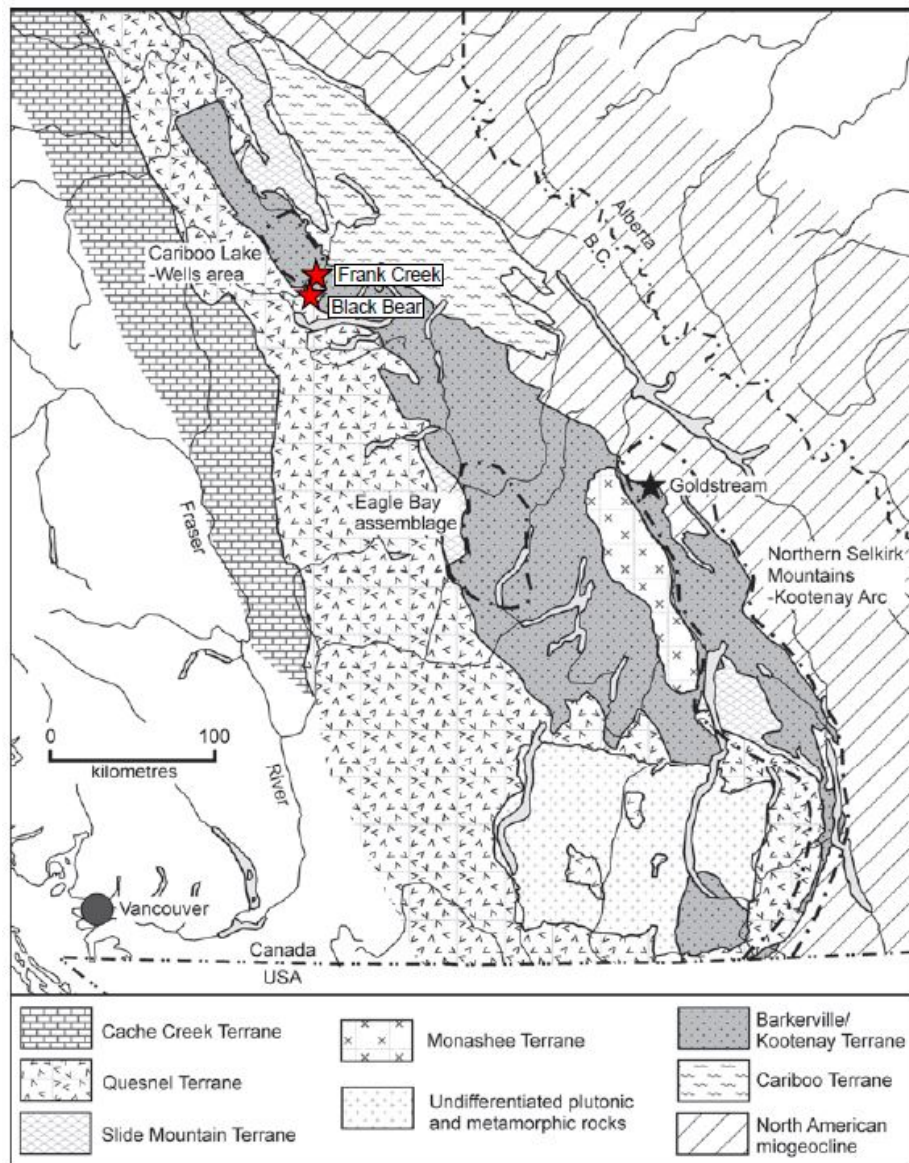 Alberta
B.C.
Cariboo Lake
-Wells area
Frank Creek
Black Bear
Goldstream
Eagle Bay
assemblage
Fraser
Northern Selkirk
Mountains
-Kootenay Arc
0 100
kilometres
River
Vancouver
Canada
USA
Cache Creek Terrane
Quesnel Terrane
Slide Mountain Terrane
Monashee Terrane
Undifferentiated plutonic
and metamorphic rocks
Barkerville/
Kootenay Terrane
Cariboo Terrane
North American
miogeocline